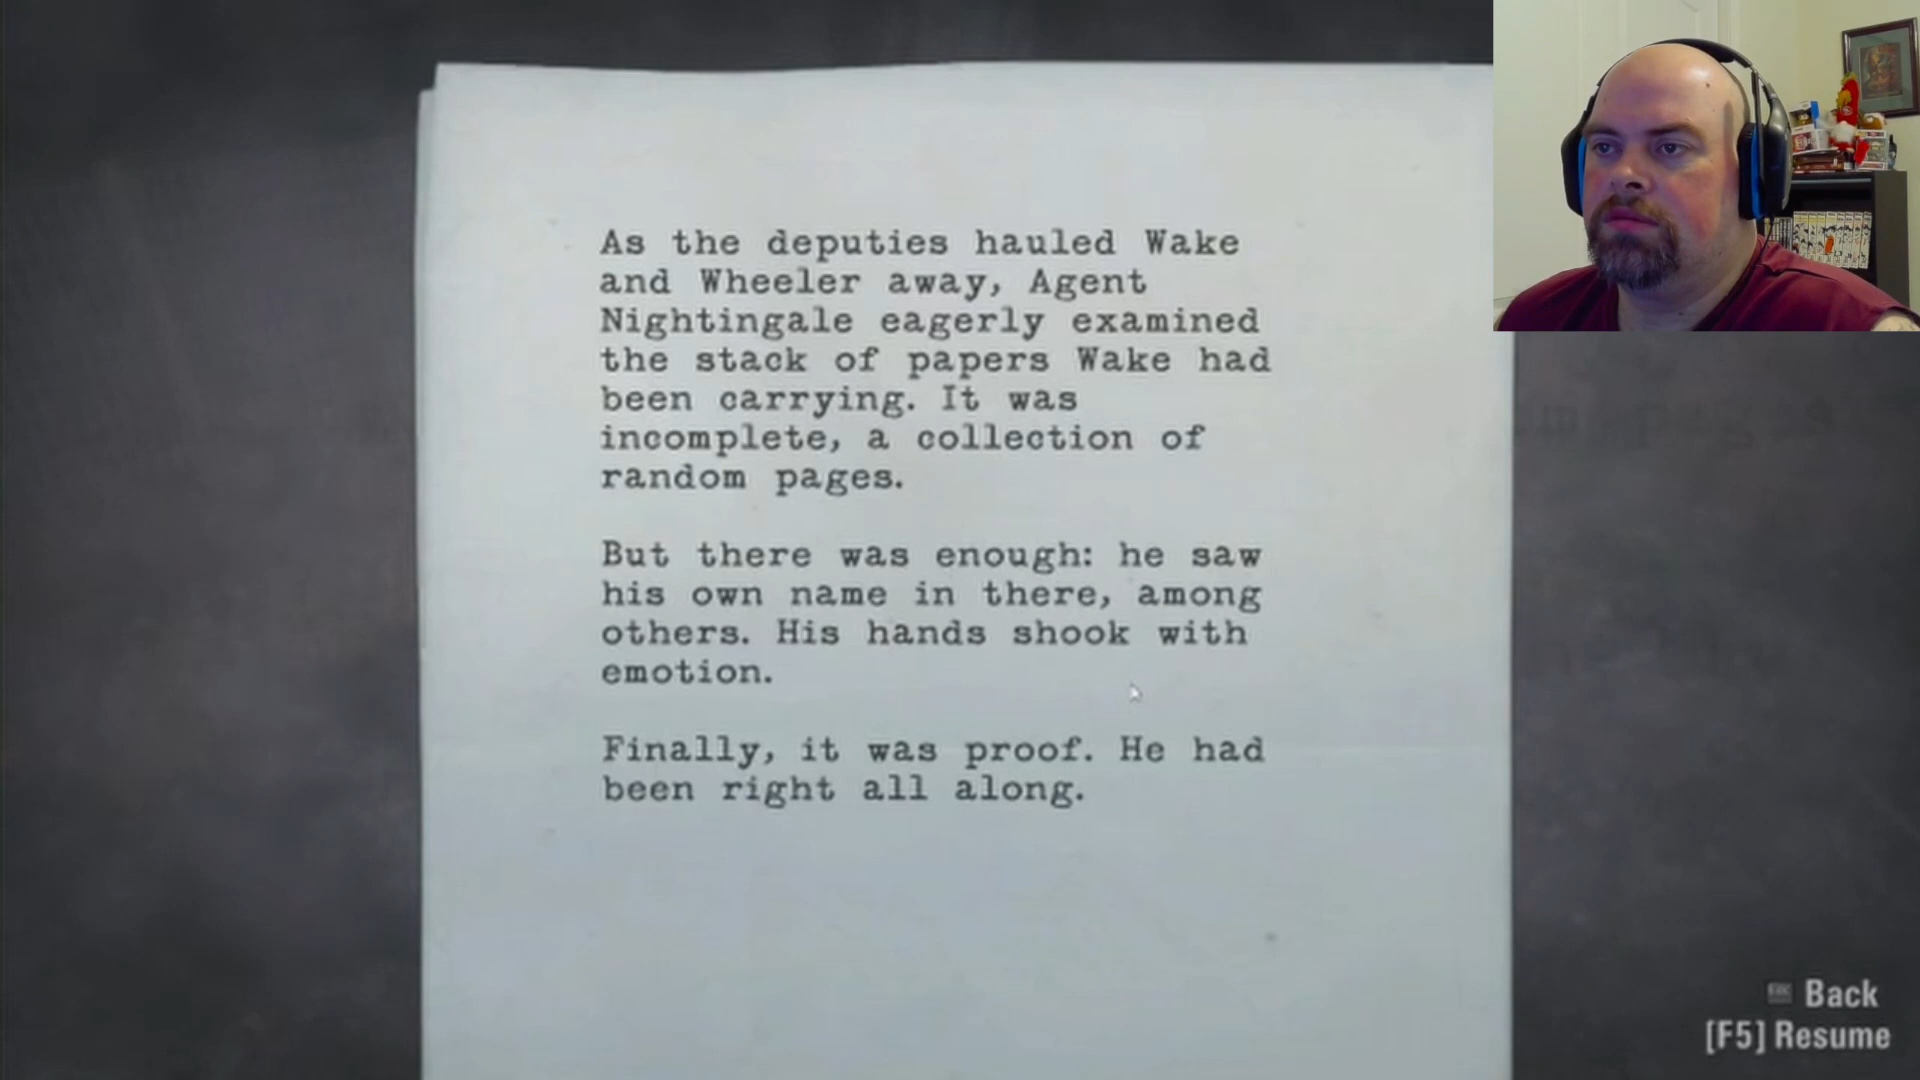 As the deputies hauled Wake
and Wheeler away, Agent
Nightingale eagerly examined
the stack of papers Wake had
been carrying. It was
incomplete, a collection of
random pages.
But there was enough: he saw
his own name in there, among
others. His hands shook with
emotion.
Finally, it was proof. He had
been right all along.
Back
[F5] Resume